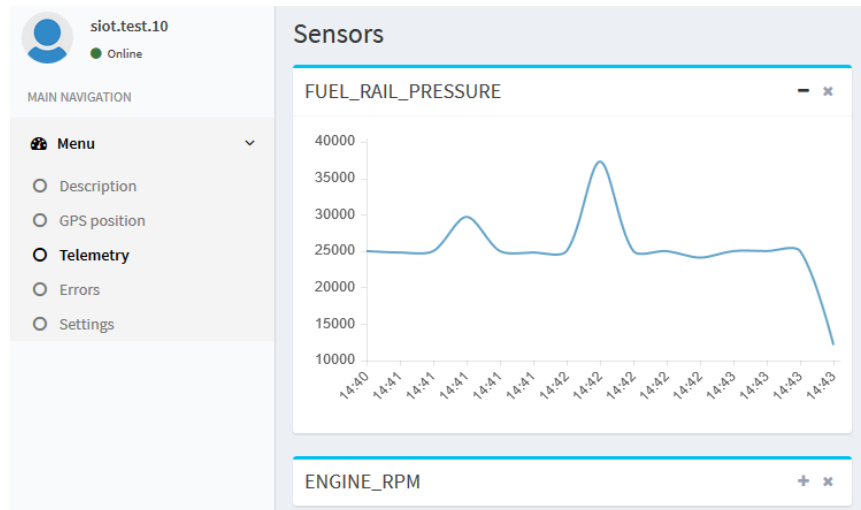 siot.test.10
Online
MAIN NAVIGATION
Menu
Description
GPS position
Telemetry
Errors
Settings
Sensors
FUEL_RAIL_PRESSURE
40000
35000
30000
25000
20000
15000
10000
14:40 14:41 14:41 14:41 14:41 14:41 14:42 14:42 14:42 14:42 14:42 14:43 14:43 14:43 14:43
ENGINE_RPM